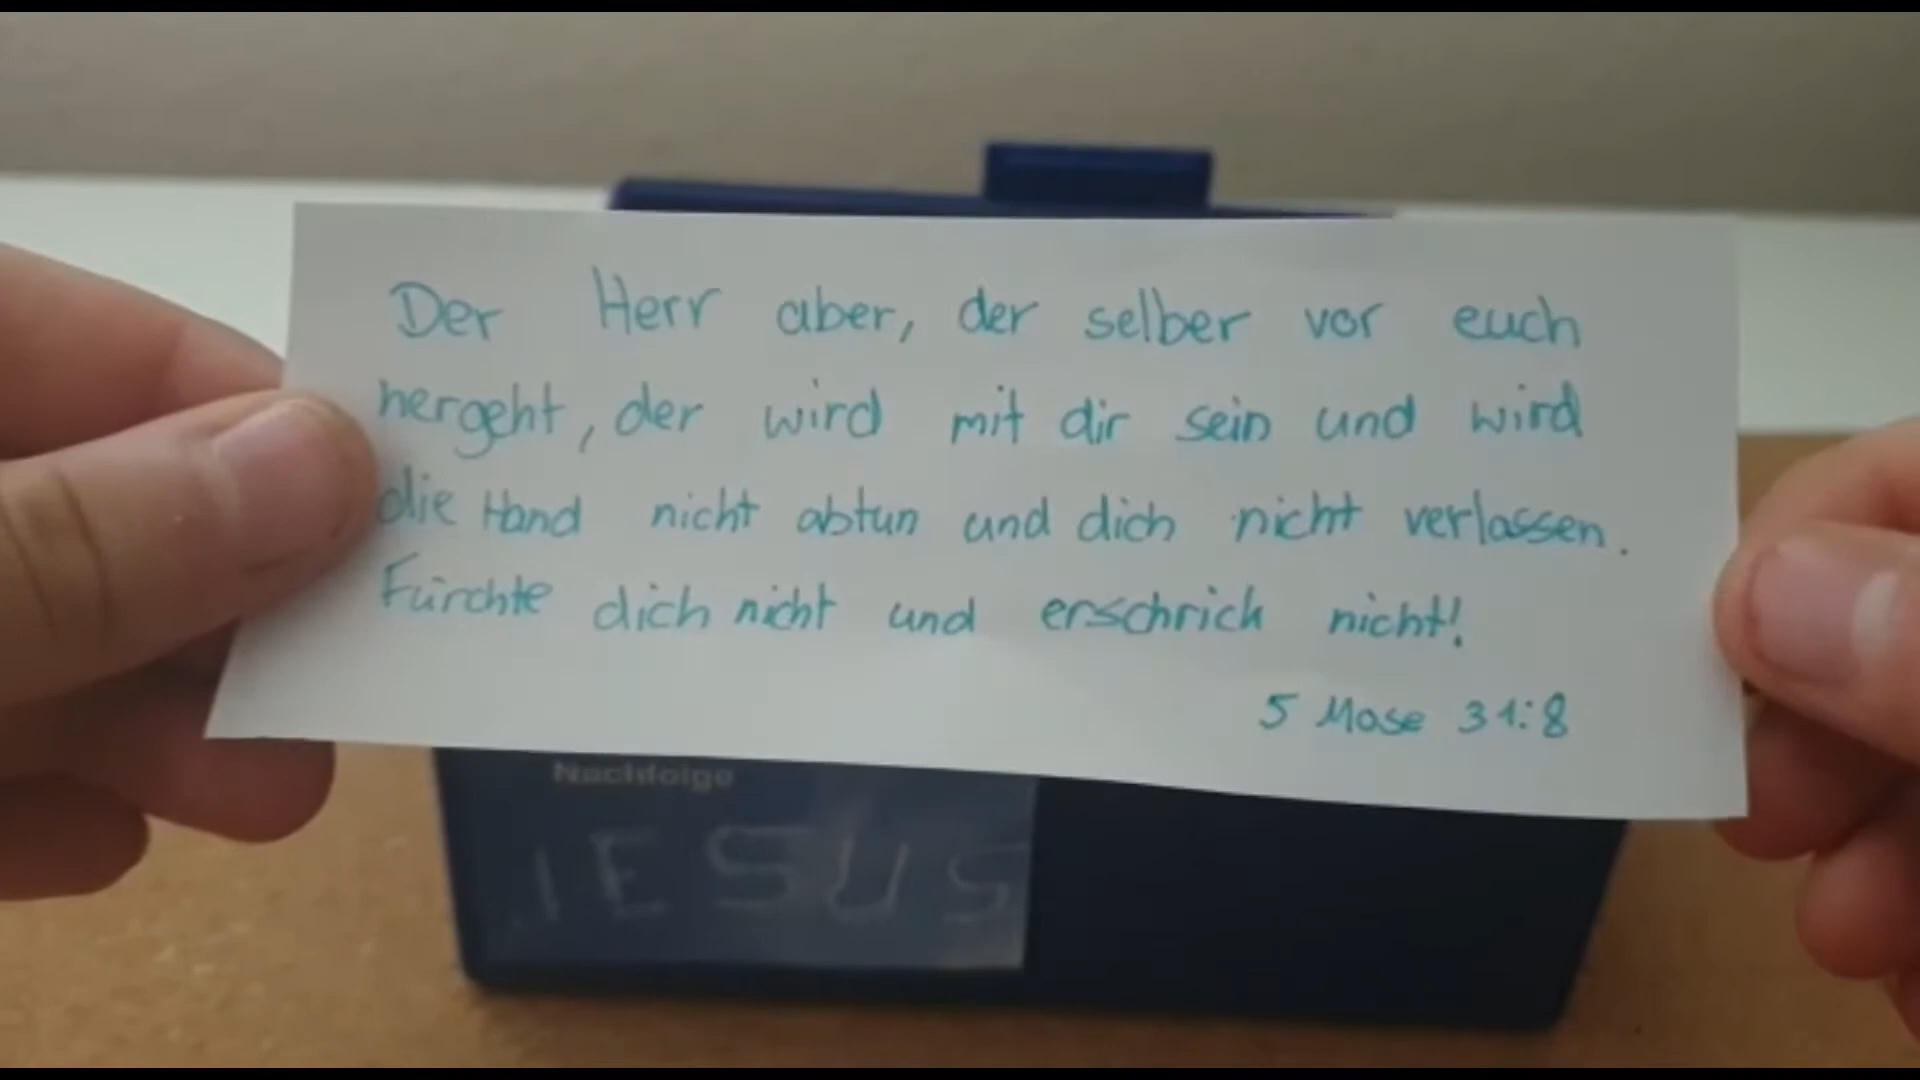 Der Herr aber, der selber vor euch
hergeht, der wird mit dir sein und wird
die Hand nicht abtun und dich nicht verlassen.
Fürchte dich nicht und erschrick nicht!
5 Mose 31:8
Nachfolge
JESUS